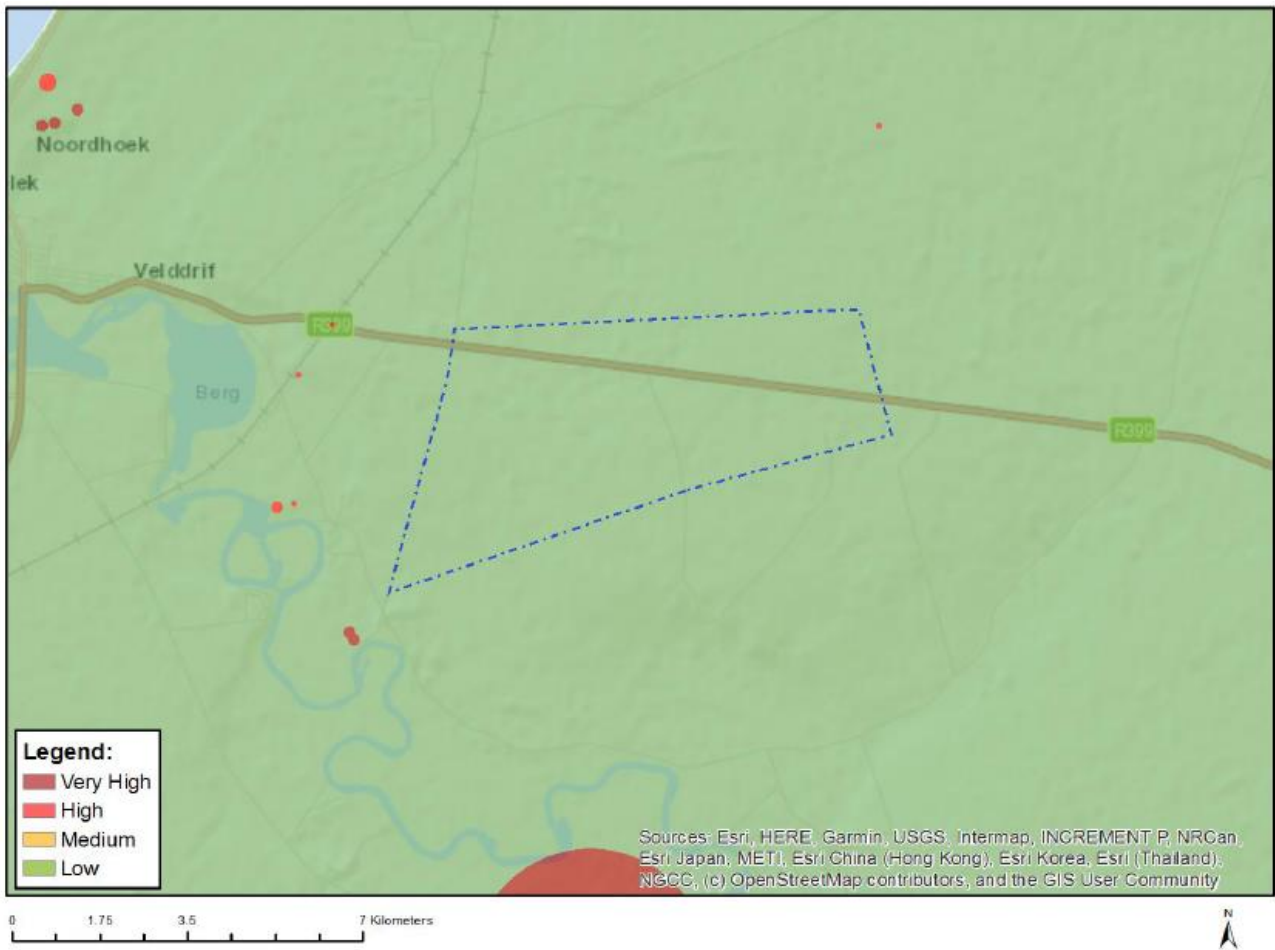 Noordhoek
lek
Velddrif
R399
Berg
R399
Legend:
Very High
High
Medium
Low
Sources: Esri, HERE, Garmin, USGS, Intermap, INCREMENT P, NRCan,
Esri Japan, METI, Esri China (Hong Kong), Esri Korea, Esri (Thailand),
NGCC, (c) OpenStreetMap contributors, and the GIS User Community
0 1.75 3.5 7 Kilometers
N